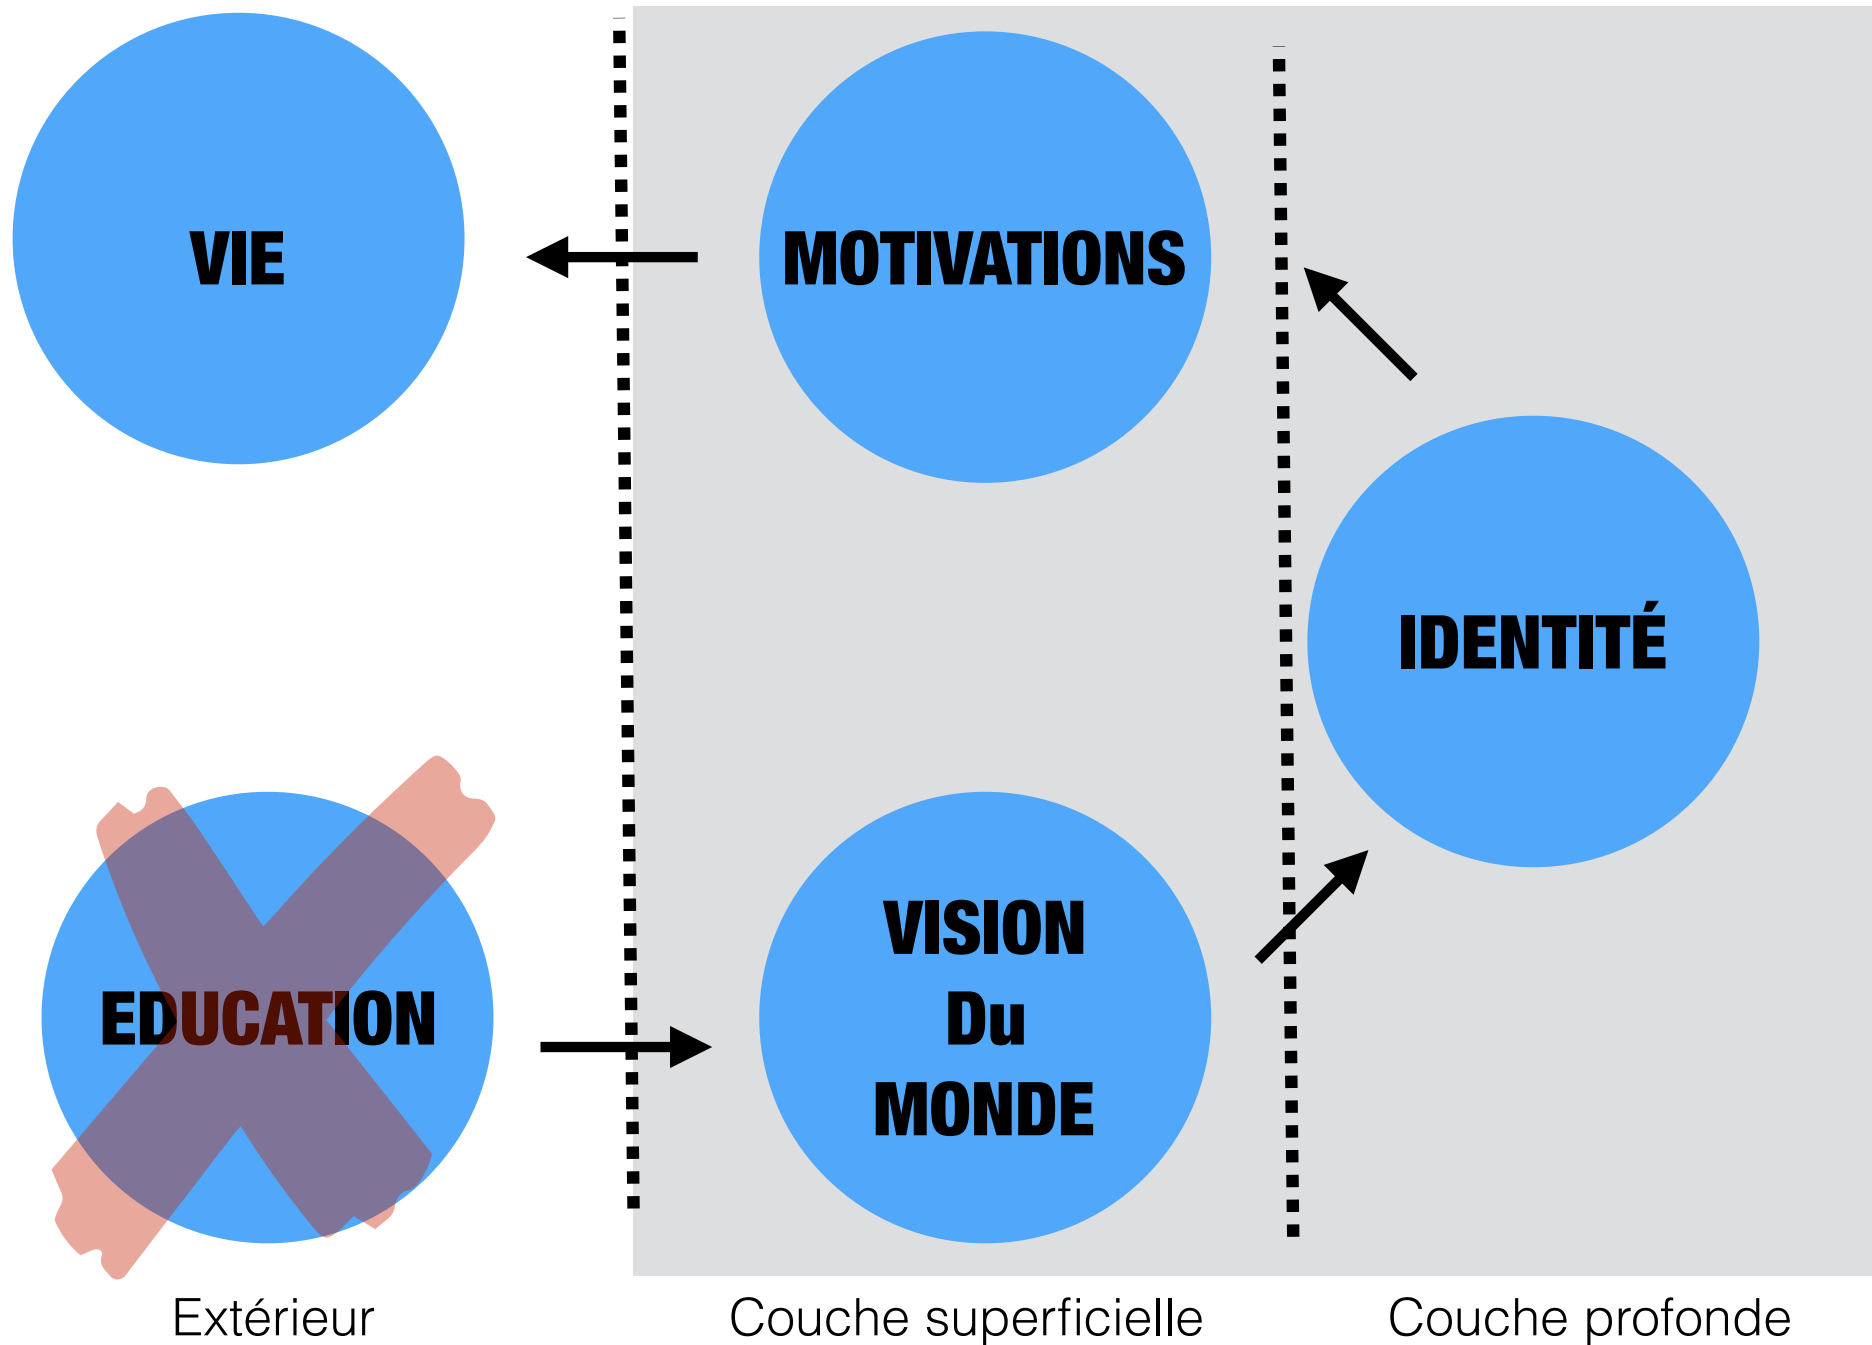 VIE
MOTIVATIONS
IDENTITÉ
EDUCATION
VISION
Du
MONDE
Extérieur
Couche superficielle
Couche profonde